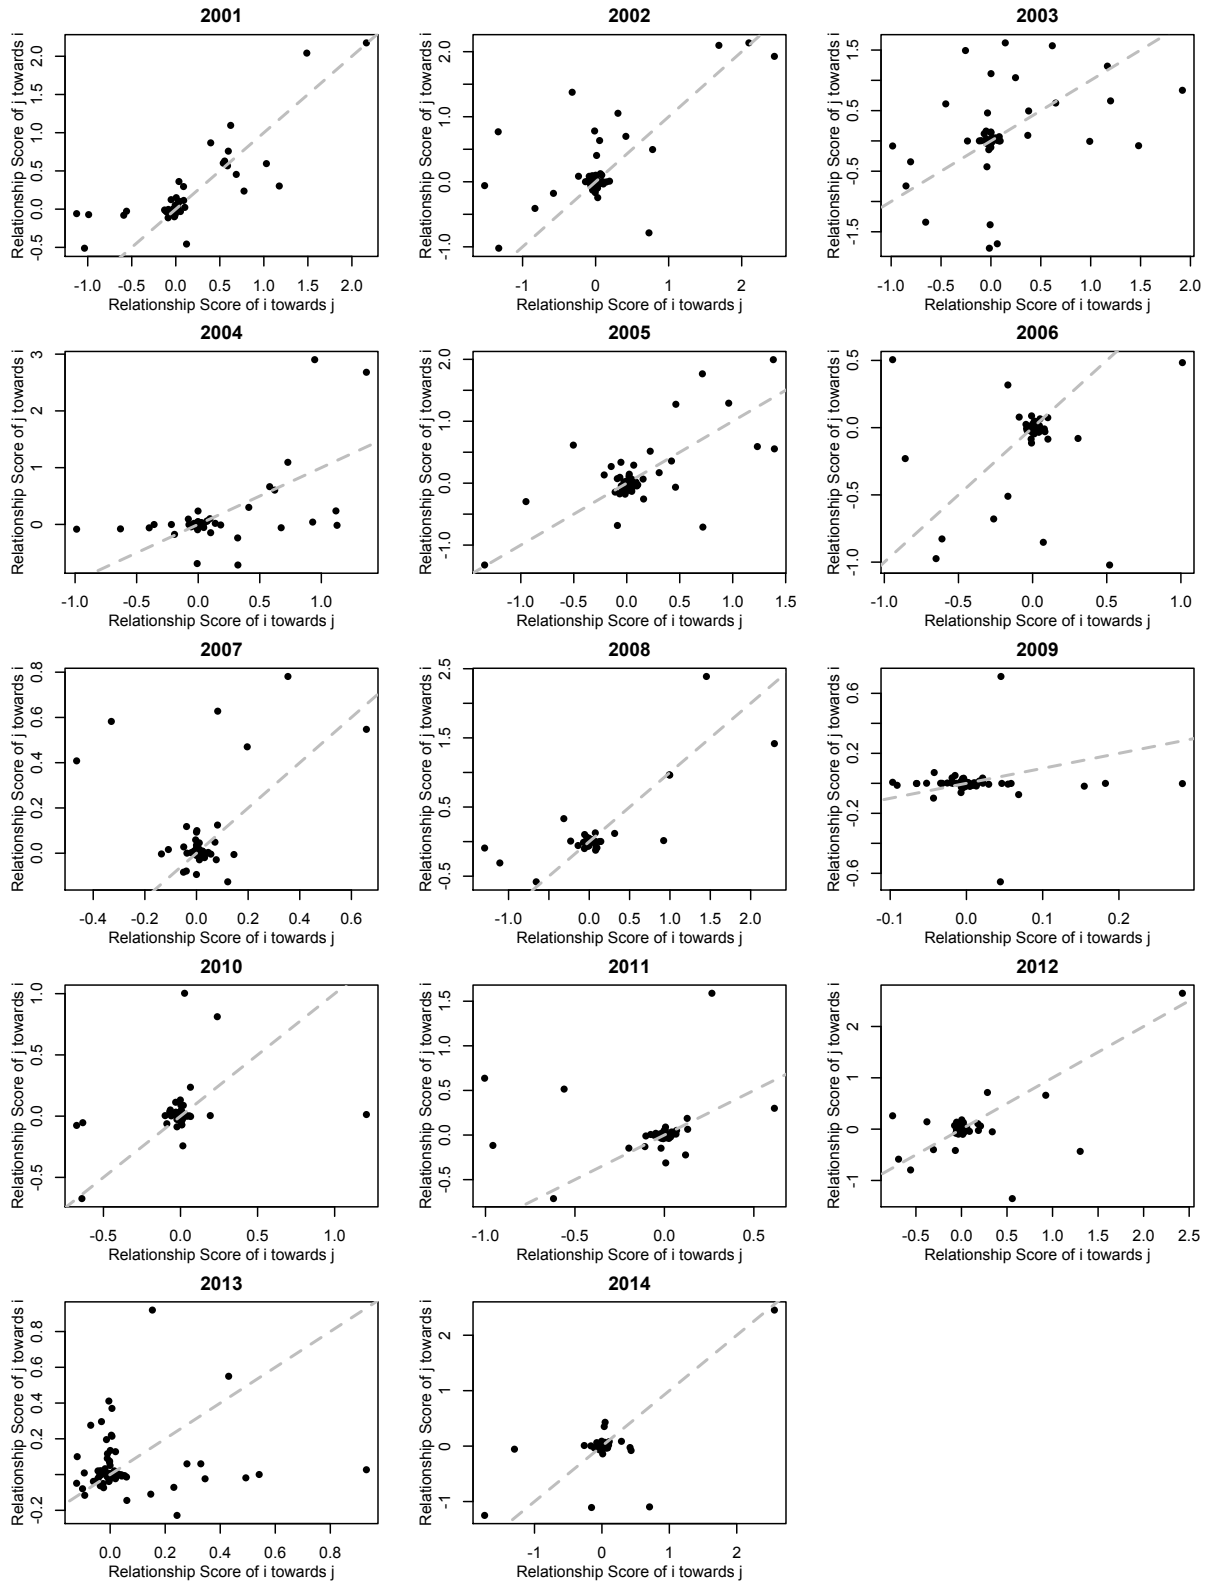 2001
Relationship Score of j towards i
-0.5 0.0 0.5 1.0 1.5 2.0
-1.0 -0.5 0.0 0.5 1.0 1.5 2.0
Relationship Score of i towards j
2002
Relationship Score of j towards i
-1.0 0.0 1.0 2.0
-1 0 1 2
Relationship Score of i towards j
2003
Relationship Score of j towards i
-1.5 -0.5 0.5 1.5
-1.0 -0.5 0.0 0.5 1.0 1.5 2.0
Relationship Score of i towards j
2004
Relationship Score of j towards i
0 1 2 3
-1.0 -0.5 0.0 0.5 1.0
Relationship Score of i towards j
2005
Relationship Score of j towards i
-1.0 0.0 1.0 2.0
-1.0 -0.5 0.0 0.5 1.0 1.5
Relationship Score of i towards j
2006
Relationship Score of j towards i
-1.0 -0.5 0.0 0.5
-1.0 -0.5 0.0 0.5 1.0
Relationship Score of i towards j
2007
Relationship Score of j towards i
0.0 0.2 0.4 0.6 0.8
-0.4 -0.2 0.0 0.2 0.4 0.6
Relationship Score of i towards j
2008
Relationship Score of j towards i
-0.5 0.5 1.5 2.5
-1.0 0.0 0.5 1.0 1.5 2.0
Relationship Score of i towards j
2009
Relationship Score of j towards i
-0.6 -0.2 0.2 0.6
-0.1 0.0 0.1 0.2
Relationship Score of i towards j
2010
Relationship Score of j towards i
-0.5 0.0 0.5 1.0
-0.5 0.0 0.5 1.0
Relationship Score of i towards j
2011
Relationship Score of j towards i
-0.5 0.0 0.5 1.0 1.5
-1.0 -0.5 0.0 0.5
Relationship Score of i towards j
2012
Relationship Score of j towards i
-1 0 1 2
-0.5 0.0 0.5 1.0 1.5 2.0 2.5
Relationship Score of i towards j
2013
Relationship Score of j towards i
-0.2 0.2 0.4 0.6 0.8
0.0 0.2 0.4 0.6 0.8
Relationship Score of i towards j
2014
Relationship Score of j towards i
-1 0 1 2
-1 0 1 2
Relationship Score of i towards j